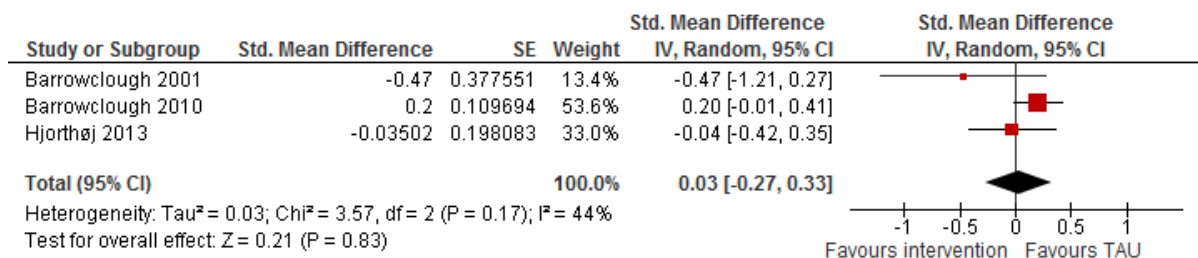 Std. Mean Difference Std. Mean Difference
Study or Subgroup Std. Mean Difference SE Weight IV, Random, 95% CI IV, Random, 95% CI
Barrowclough 2001 -0.47 0.377551 13.4% -0.47 [-1.21, 0.27]
Barrowclough 2010 0.2 0.109694 53.6% 0.20 [-0.01, 0.41]
Hjorthøj 2013 -0.03502 0.198083 33.0% -0.04 [-0.42, 0.35]
Total (95% CI) 100.0% 0.03 [-0.27, 0.33]
Heterogeneity: Tau² = 0.03; Chi² = 3.57, df = 2 (P = 0.17); I² = 44%
Test for overall effect: Z = 0.21 (P = 0.83)
-1 -0.5 0 0.5 1
Favours intervention Favours TAU